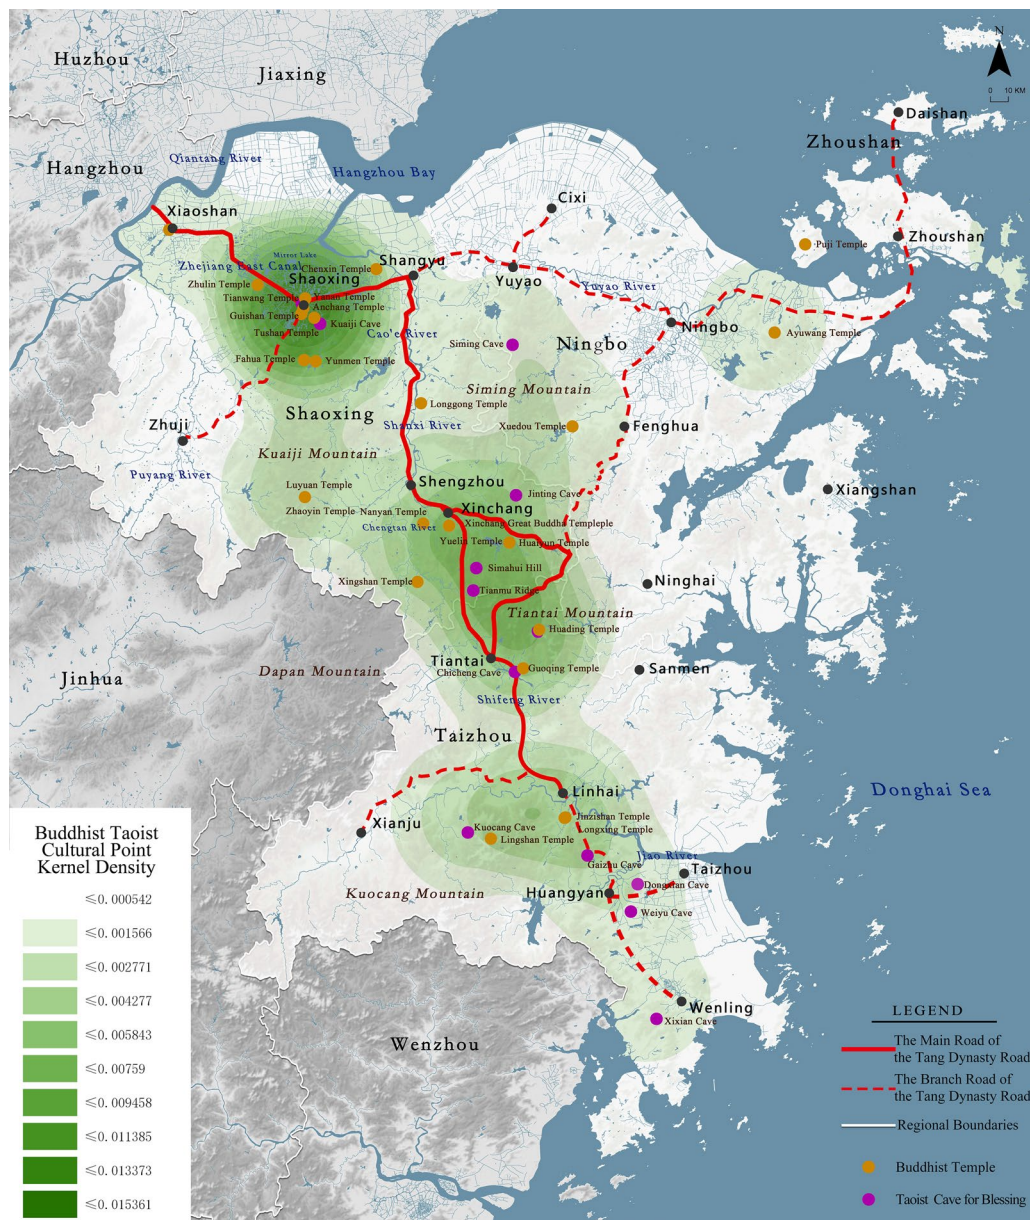 N
0 10 KM
Huzhou
Jiaxing
Daishan
Zhoushan
Qiantang River
Hangzhou
Hangzhou Bay
Cixi
Xiaoshan
Zhoushan
Puji Temple
Mirror Lake
Shangyu
Zhejiang East Canal
Chenxin Temple
Yuyao
Shaoxing
Zhulin Temple
Yuyao River
Tianwang Temple
Yanan Temple
Anchang Temple
Guishan Temple
Kuaiji Cave
Ningbo
Tushan Temple
Cao'e River
Ayuwang Temple
Siming Cave
Ningbo
Fahua Temple
Yunmen Temple
Siming Mountain
Longgong Temple
Shaoxing
Zhuji
Shanxi River
Xuedou Temple
Fenghua
Kuaiji Mountain
Puyang River
Luyuan Temple
Shengzhou
Xiangshan
Jinting Cave
Zhaoyin Temple
Nanyan Temple
Xinchang
Chengtan River
Xinchang Great Buddha Templeple
Yuelin Temple
Huaiyun Temple
Simahui Hill
Xingshan Temple
Tianmu Ridge
Ninghai
Tiantai Mountain
Huading Temple
Tiantai
Dapan Mountain
Chicheng Cave
Guoqing Temple
Sanmen
Jinhua
Shifeng River
Taizhou
Donghai Sea
Linhai
Jinzishan Temple
Xianju
Kuocang Cave
Longxing Temple
Lingshan Temple
Jiao River
Gaizhu Cave
Taizhou
Kuocang Mountain
Huangyan
Weiyu Cave
Wenling
Xixian Cave
Wenzhou
Buddhist Taoist
Cultural Point
Kernel Density
≤0.000542
≤0.001566
≤0.002771
≤0.004277
≤0.005843
≤0.00759
≤0.009458
≤0.011385
≤0.013373
≤0.015361
LEGEND
The Main Road of
the Tang Dynasty Road
The Branch Road of
the Tang Dynasty Road
Regional Boundaries
Buddhist Temple
Taoist Cave for Blessing